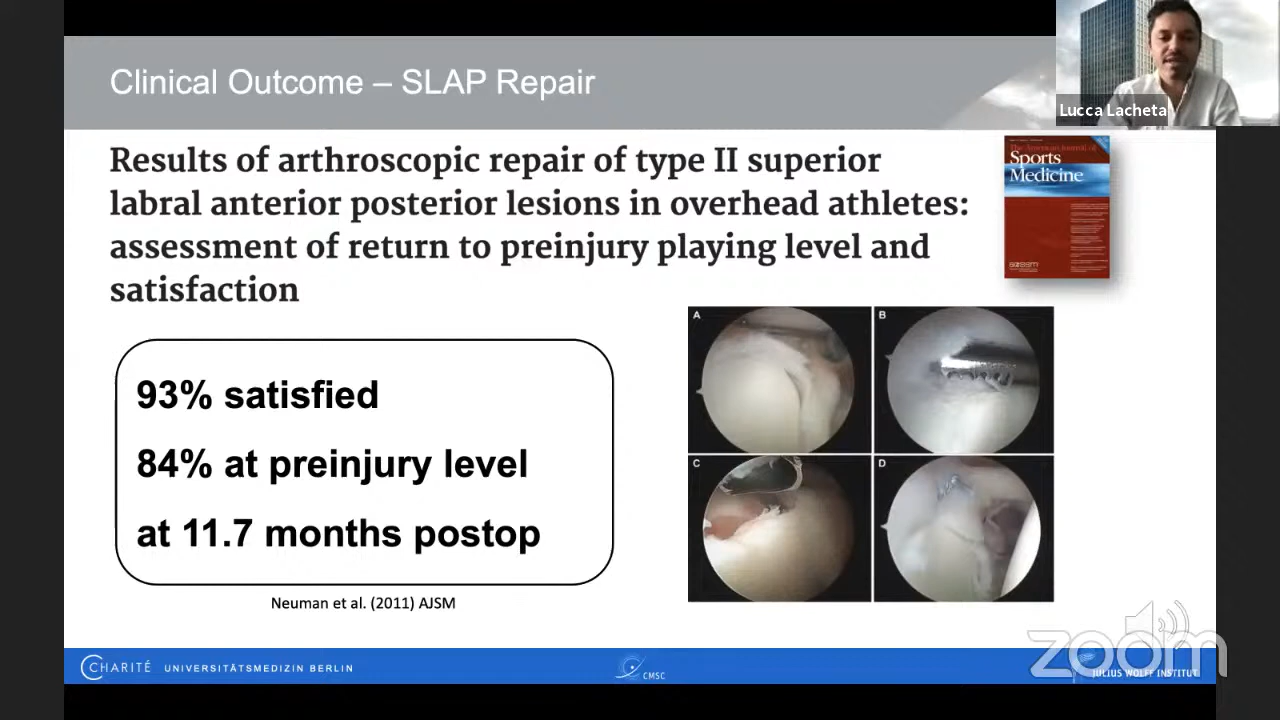 Clinical Outcome – SLAP Repair
Lucca Lacheta
Results of arthroscopic repair of type II superior
labral anterior posterior lesions in overhead athletes:
assessment of return to preinjury playing level and
satisfaction
The American Journal of
Sports
Medicine
A
B
C
D
93% satisfied
84% at preinjury level
at 11.7 months postop
Neuman et al. (2011) AJSM
CHARITÉ UNIVERSITÄTSMEDIZIN BERLIN
CMSC
JULIUS WOLFF INSTITUT
zoom